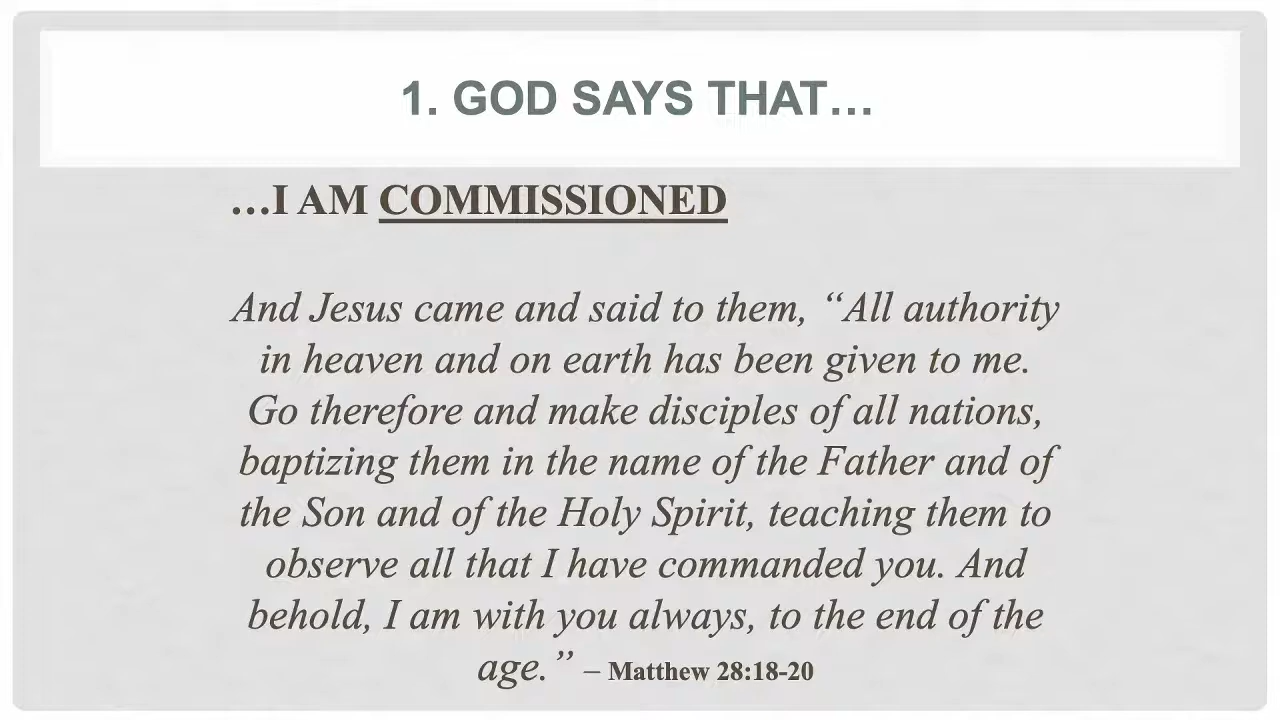 1. GOD SAYS THAT…
…I AM COMMISSIONED
And Jesus came and said to them, “All authority
in heaven and on earth has been given to me.
Go therefore and make disciples of all nations,
baptizing them in the name of the Father and of
the Son and of the Holy Spirit, teaching them to
observe all that I have commanded you. And
behold, I am with you always, to the end of the
age.” – Matthew 28:18-20